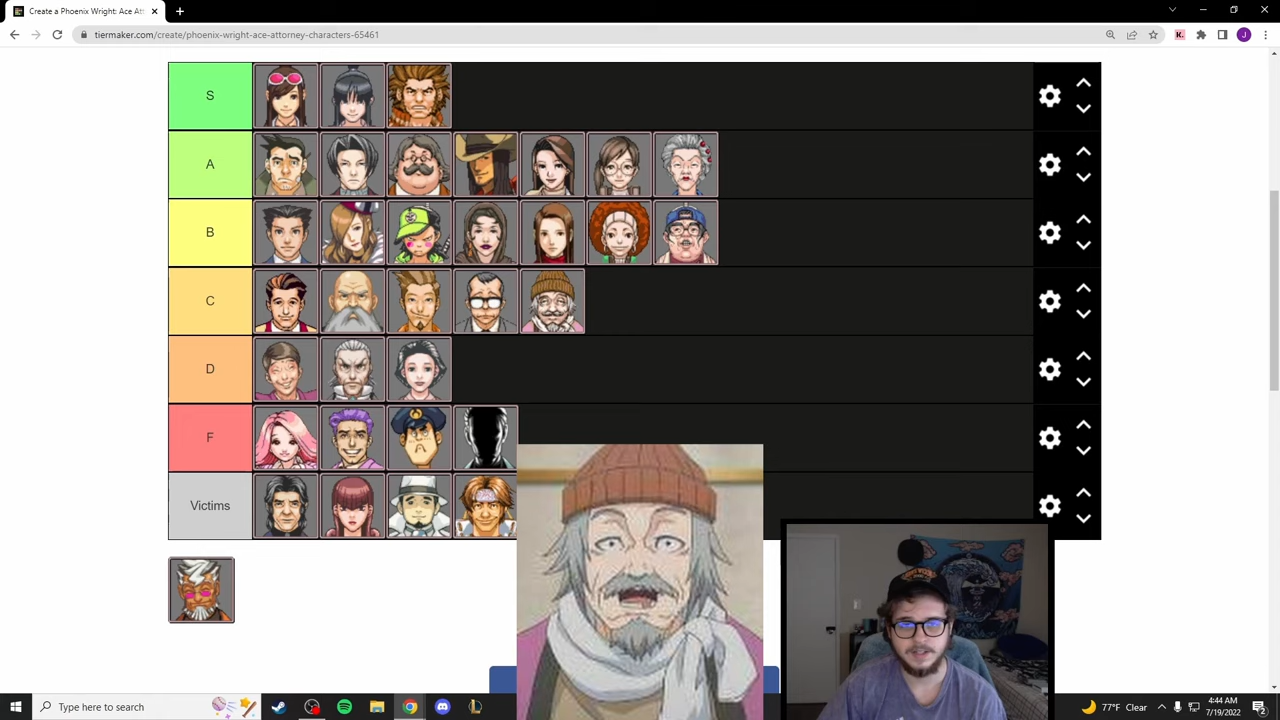 Create a Phoenix Wright: Ace Att
tiermaker.com/create/phoenix-wright-ace-attorney-characters-65461
K
J
S
A
B
C
D
F
Victims
Type here to search
77°F Clear
4:44 AM
7/19/2022
2